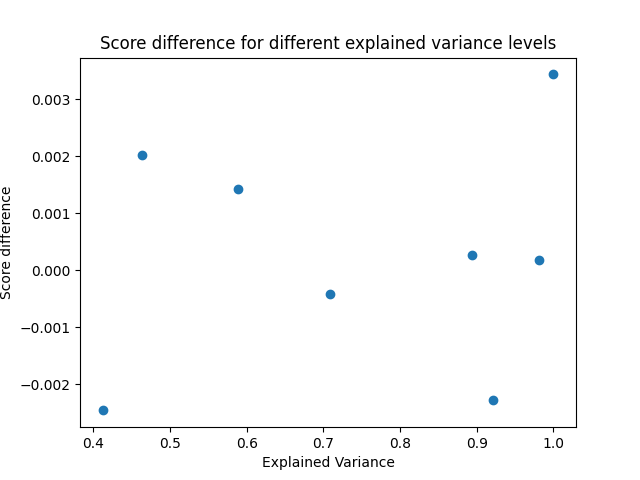 Score difference for different explained variance levels
Score difference
0.003
0.002
0.001
0.000
−0.001
−0.002
0.4 0.5 0.6 0.7 0.8 0.9 1.0
Explained Variance